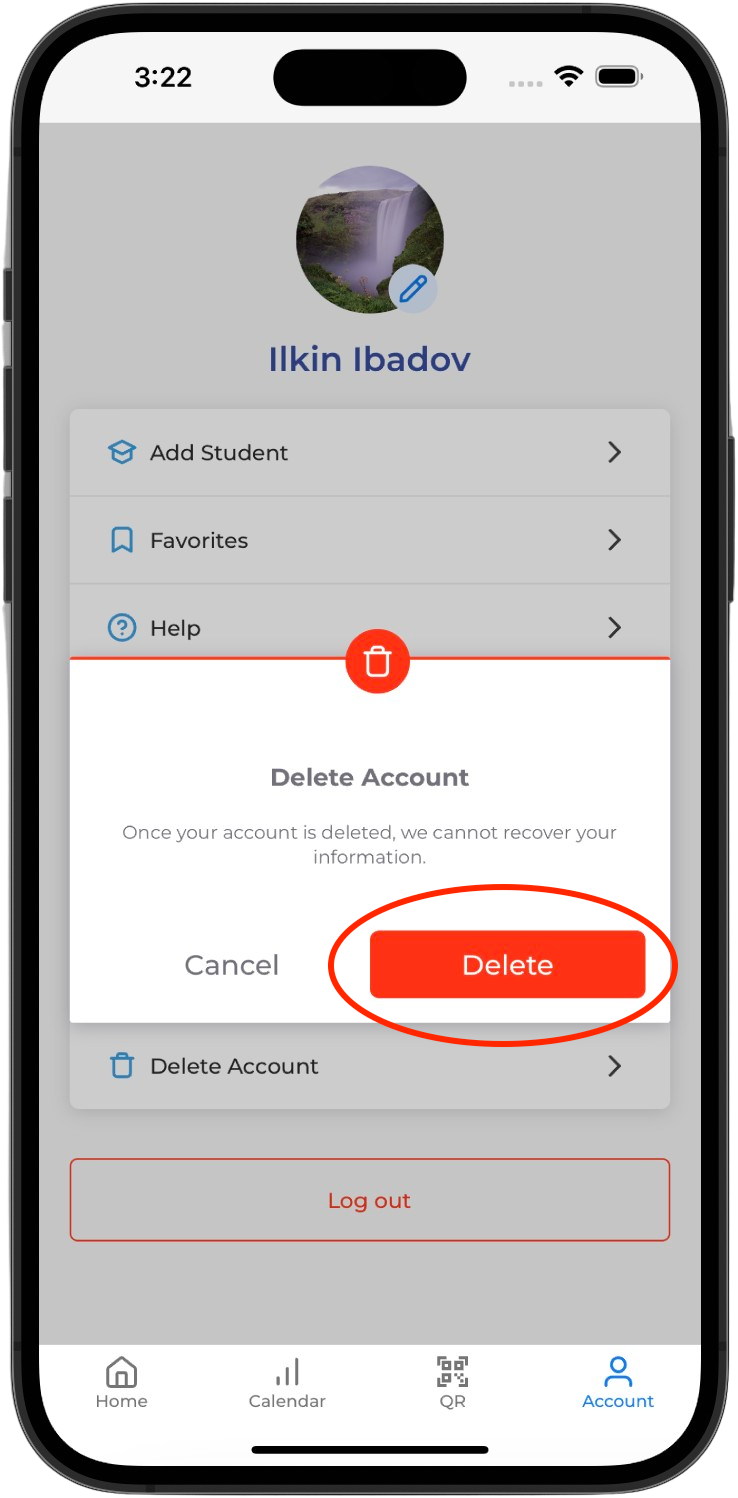 3:22
Ilkin Ibadov
Add Student
Favorites
Help
Delete Account
Once your account is deleted, we cannot recover your
information.
Cancel
Delete
Delete Account
Log out
Home
Calendar
QR
Account